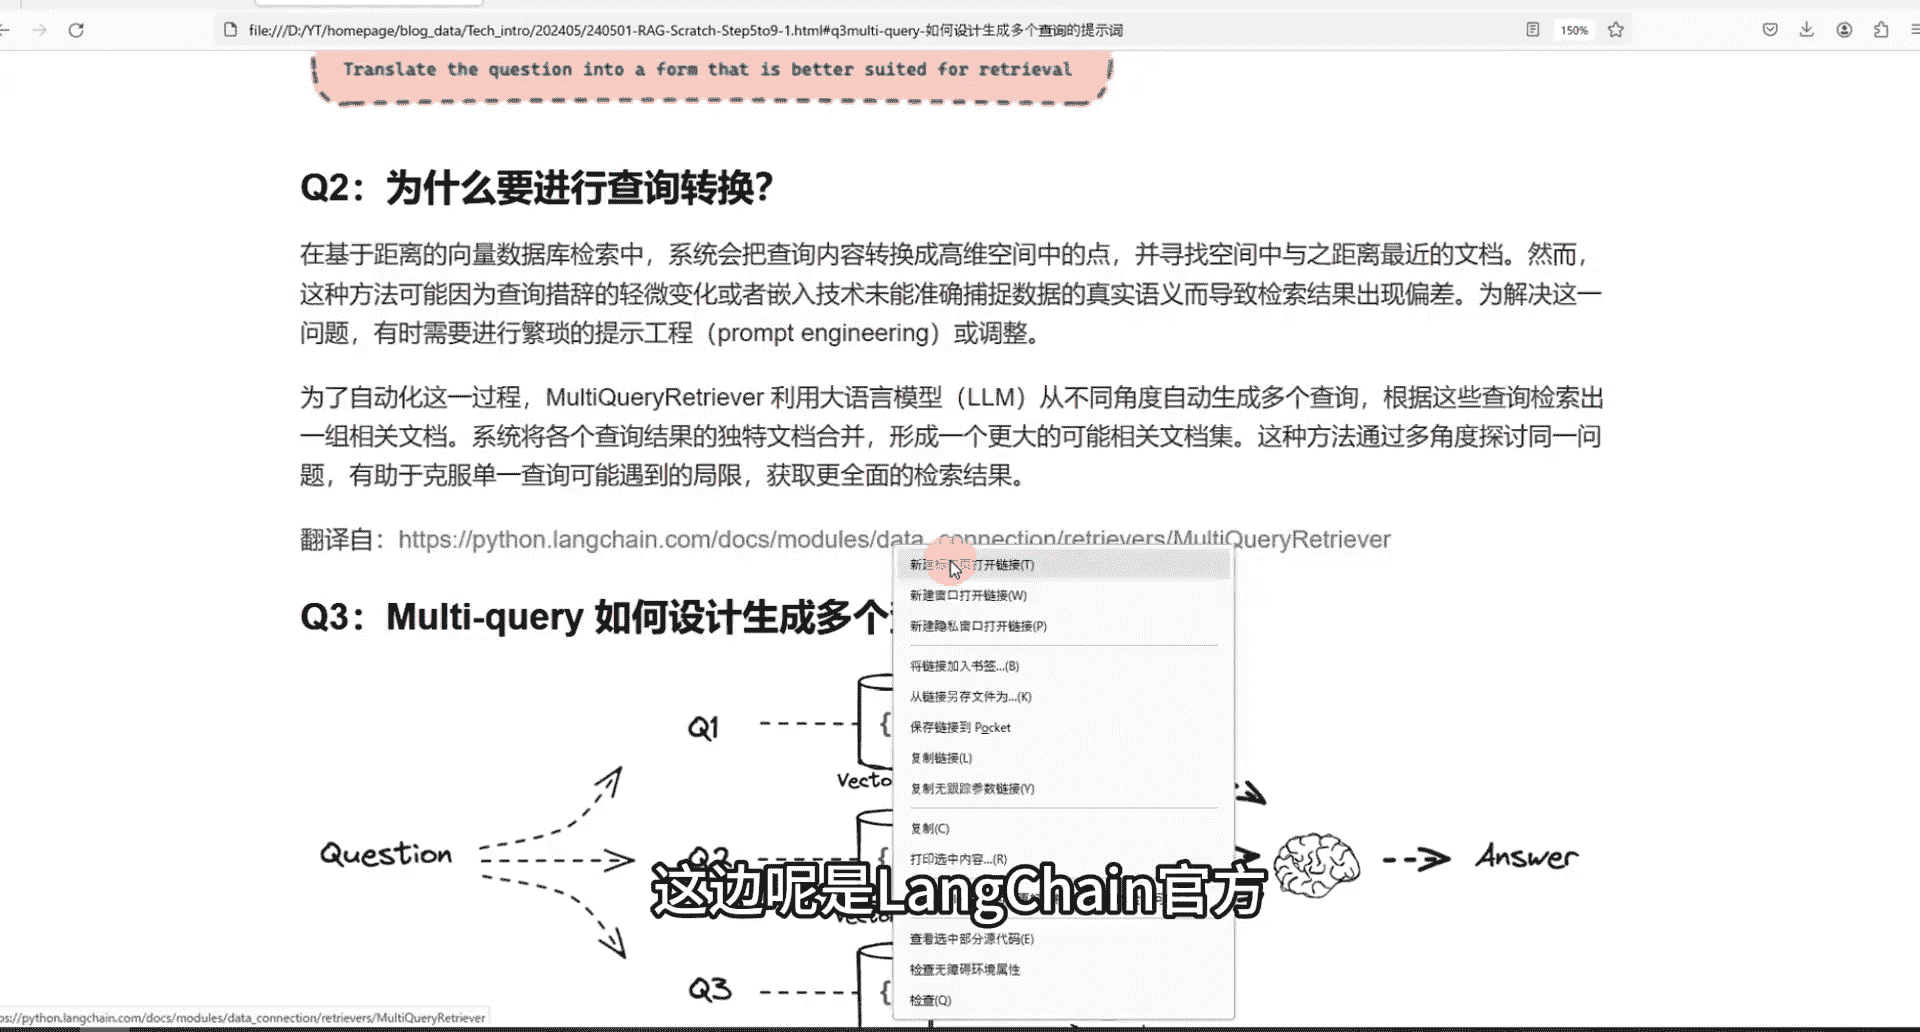 file:///D:/YT/homepage/blog_data/Tech_intro/202405/240501-RAG-Scratch-Step5to9-1.html#q3multi-query-如何设计生成多个查询的提示词
150%
Translate the question into a form that is better suited for retrieval
Q2：为什么要进行查询转换？
在基于距离的向量数据库检索中，系统会把查询内容转换成高维空间中的点，并寻找空间中与之距离最近的文档。然而，
这种方法可能因为查询措辞的轻微变化或者嵌入技术未能准确捕捉数据的真实语义而导致检索结果出现偏差。为解决这一
问题，有时需要进行繁琐的提示工程（prompt engineering）或调整。
为了自动化这一过程，MultiQueryRetriever 利用大语言模型（LLM）从不同角度自动生成多个查询，根据这些查询检索出
一组相关文档。系统将各个查询结果的独特文档合并，形成一个更大的可能相关文档集。这种方法通过多角度探讨同一问
题，有助于克服单一查询可能遇到的局限，获取更全面的检索结果。
翻译自：https://python.langchain.com/docs/modules/data_connection/retrievers/MultiQueryRetriever
新建标签页打开链接(T)
新建窗口打开链接(W)
新建隐私窗口打开链接(P)
将链接加入书签...(B)
从链接另存文件为...(K)
保存链接到 Pocket
复制链接(L)
复制无跟踪参数链接(Y)
复制(C)
打印选中内容...(R)
查看选中部分源代码(E)
检查无障碍环境属性
检查(Q)
Q3：Multi-query 如何设计生成多个
Q1
Vecto
Question
Q2
Answer
这边呢是LangChain官方
Q3
ps://python.langchain.com/docs/modules/data_connection/retrievers/MultiQueryRetriever